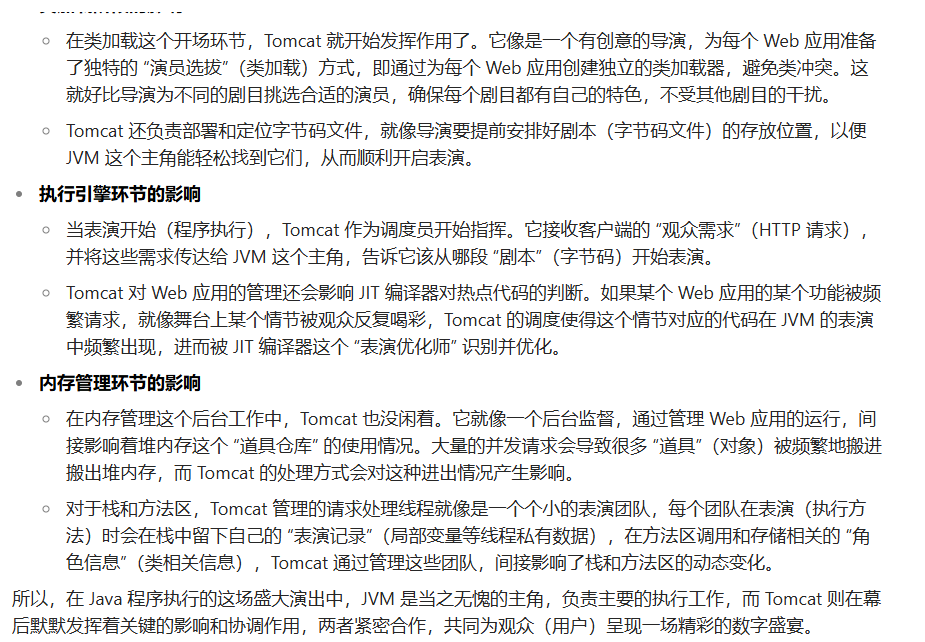 在类加载这个开场环节，Tomcat 就开始发挥作用了。它像是一个有创意的导演，为每个 Web 应用准备
了独特的 “演员选拔”（类加载）方式，即通过为每个 Web 应用创建独立的类加载器，避免类冲突。这
就好比导演为不同的剧目挑选合适的演员，确保每个剧目都有自己的特色，不受其他剧目的干扰。
Tomcat 还负责部署和定位字节码文件，就像导演要提前安排好剧本（字节码文件）的存放位置，以便
JVM 这个主角能轻松找到它们，从而顺利开启表演。
执行引擎环节的影响
当表演开始（程序执行），Tomcat 作为调度员开始指挥。它接收客户端的 “观众需求”（HTTP 请求），
并将这些需求传达给 JVM 这个主角，告诉它该从哪段 “剧本”（字节码）开始表演。
Tomcat 对 Web 应用的管理还会影响 JIT 编译器对热点代码的判断。如果某个 Web 应用的某个功能被频
繁请求，就像舞台上某个情节被观众反复喝彩，Tomcat 的调度使得这个情节对应的代码在 JVM 的表演
中频繁出现，进而被 JIT 编译器这个 “表演优化师” 识别并优化。
内存管理环节的影响
在内存管理这个后台工作中，Tomcat 也没闲着。它就像一个后台监督，通过管理 Web 应用的运行，间
接影响着堆内存这个 “道具仓库” 的使用情况。大量的并发请求会导致很多 “道具”（对象）被频繁地搬进
搬出堆内存，而 Tomcat 的处理方式会对这种进出情况产生影响。
对于栈和方法区，Tomcat 管理的请求处理线程就像是一个个小的表演团队，每个团队在表演（执行方
法）时会在栈中留下自己的 “表演记录”（局部变量等线程私有数据），在方法区调用和存储相关的 “角
色信息”（类相关信息），Tomcat 通过管理这些团队，间接影响了栈和方法区的动态变化。
所以，在 Java 程序执行的这场盛大演出中，JVM 是当之无愧的主角，负责主要的执行工作，而 Tomcat 则在幕
后默默发挥着关键的影响和协调作用，两者紧密合作，共同为观众（用户）呈现一场精彩的数字盛宴。